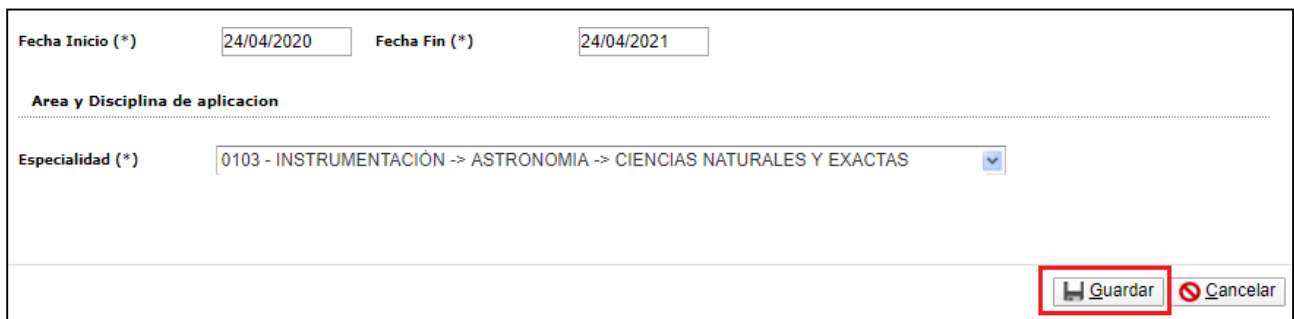 Fecha Inicio (*) 24/04/2020 Fecha Fin (*) 24/04/2021
Area y Disciplina de aplicacion
Especialidad (*) 0103 - INSTRUMENTACIÓN -> ASTRONOMIA -> CIENCIAS NATURALES Y EXACTAS
Guardar Cancelar